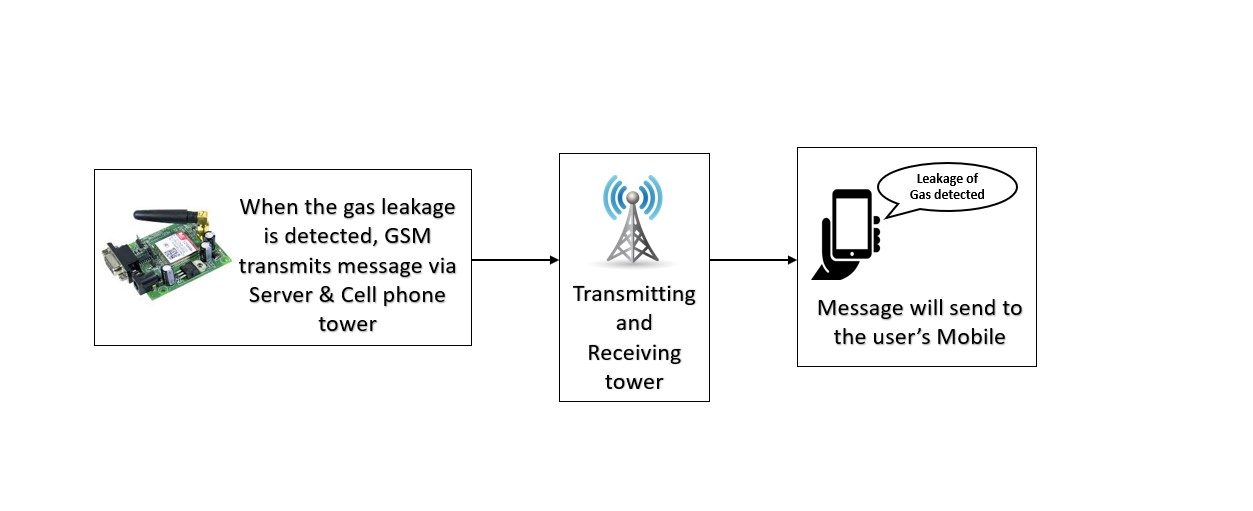 When the gas leakage
is detected, GSM
transmits message via
Server & Cell phone
tower
Transmitting
and
Receiving
tower
Leakage of
Gas detected
Message will send to
the user's Mobile